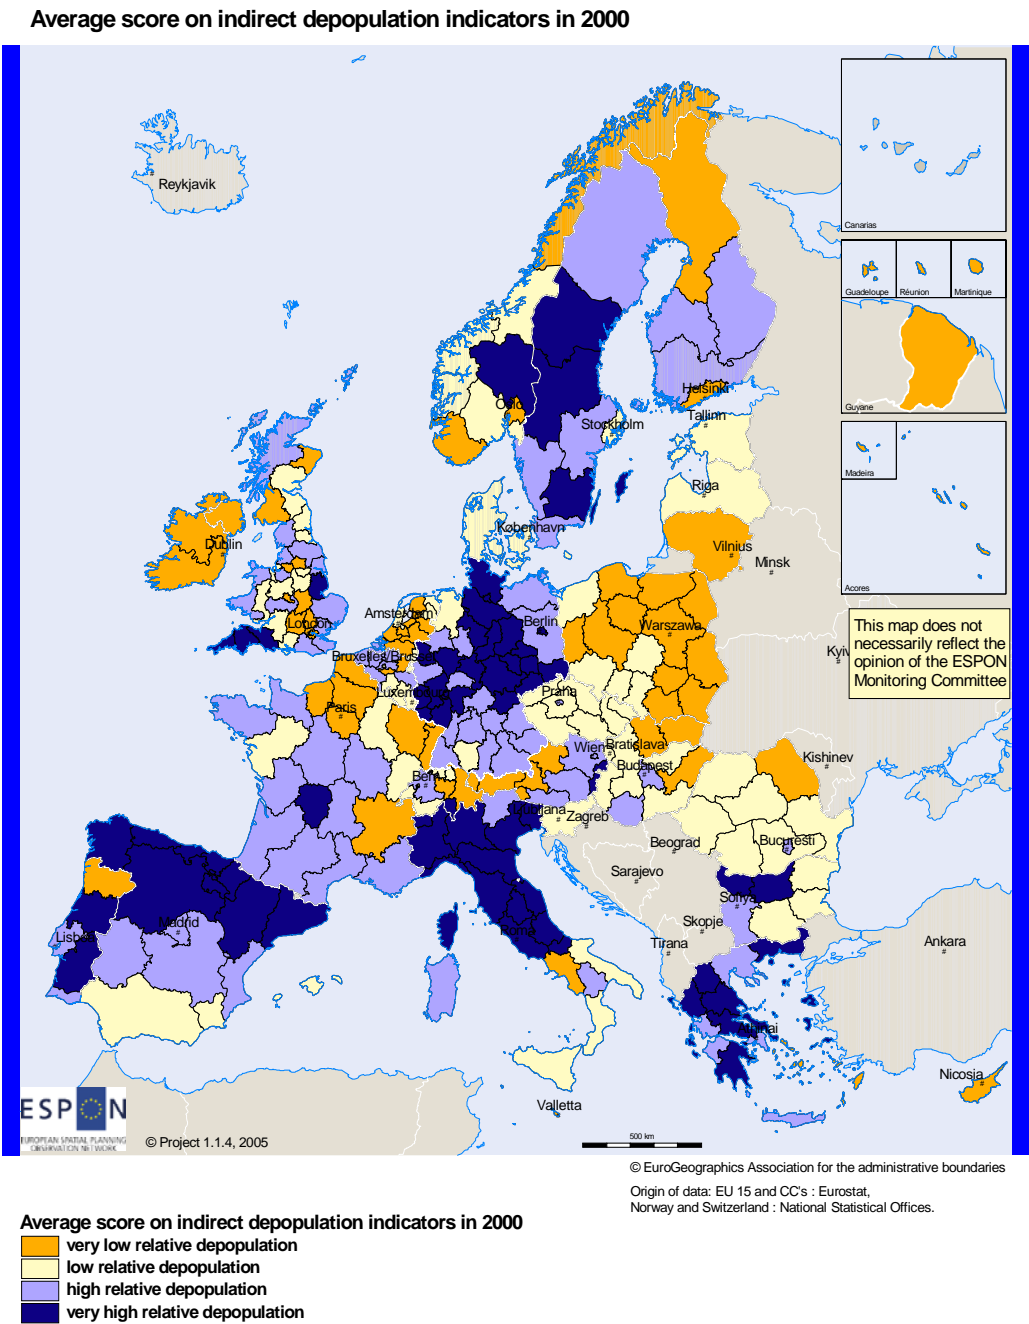 Average score on indirect depopulation indicators in 2000
Reykjavik
Canarias
Guadeloupe
Réunion
Martinique
Guyane
Madeira
Acores
Helsinki
Oslo
Tallinn
Stockholm
Riga
København
Dublin
Vilnius
Minsk
Amsterdam
Berlin
London
Warszawa
This map does not
necessarily reflect the
opinion of the ESPON
Monitoring Committee
Kyiv
Bruxelles/Brussel
Luxembourg
Praha
Paris
Wien
Bratislava
Kishinev
Bern
Budapest
Ljubljana
Zagreb
Beograd
Bucuresti
Sarajevo
Madrid
Sofiya
Lisboa
Roma
Skopje
Tirana
Ankara
Athinai
Nicosia
Valletta
ESPON
EUROPEAN SPATIAL PLANNING
OBSERVATION NETWORK
© Project 1.1.4, 2005
500 km
© EuroGeographics Association for the administrative boundaries
Origin of data: EU 15 and CC's : Eurostat,
Norway and Switzerland : National Statistical Offices.
Average score on indirect depopulation indicators in 2000
very low relative depopulation
low relative depopulation
high relative depopulation
very high relative depopulation